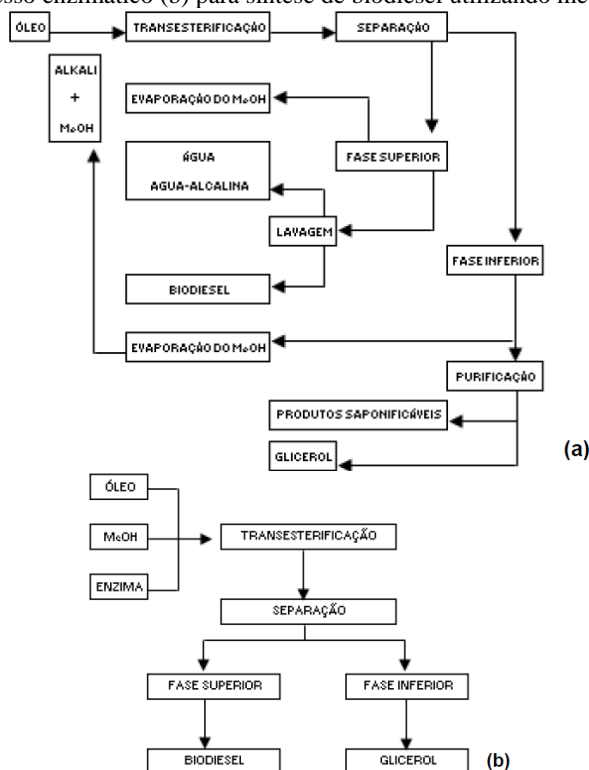 osso enzimático (b) para síntese de biodiesel utilizando me
ÓLEO
TRANSESTERIFICAÇÃO
SEPARAÇÃO
ALKALI
+
MeOH
EVAPORAÇÃO DO MeOH
ÁGUA
AGUA-ALCALINA
FASE SUPERIOR
LAVAGEM
FASE INFERIOR
BIODIESEL
EVAPORAÇÃO DO MeOH
PURIFICAÇÃO
PRODUTOS SAPONIFICÁVEIS
GLICEROL
(a)
ÓLEO
MeOH
TRANSESTERIFICAÇÃO
ENZIMA
SEPARAÇÃO
FASE SUPERIOR
FASE INFERIOR
BIODIESEL
GLICEROL
(b)